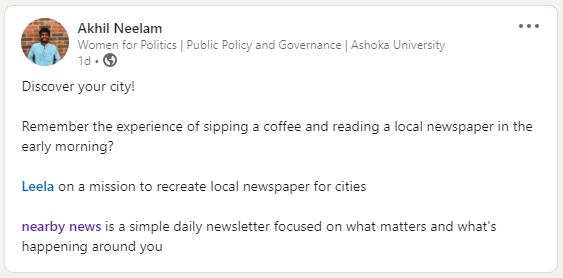 Akhil Neelam
Women for Politics | Public Policy and Governance | Ashoka University
1d •
Discover your city!
Remember the experience of sipping a coffee and reading a local newspaper in the
early morning?
Leela on a mission to recreate local newspaper for cities
nearby news is a simple daily newsletter focused on what matters and what's
happening around you